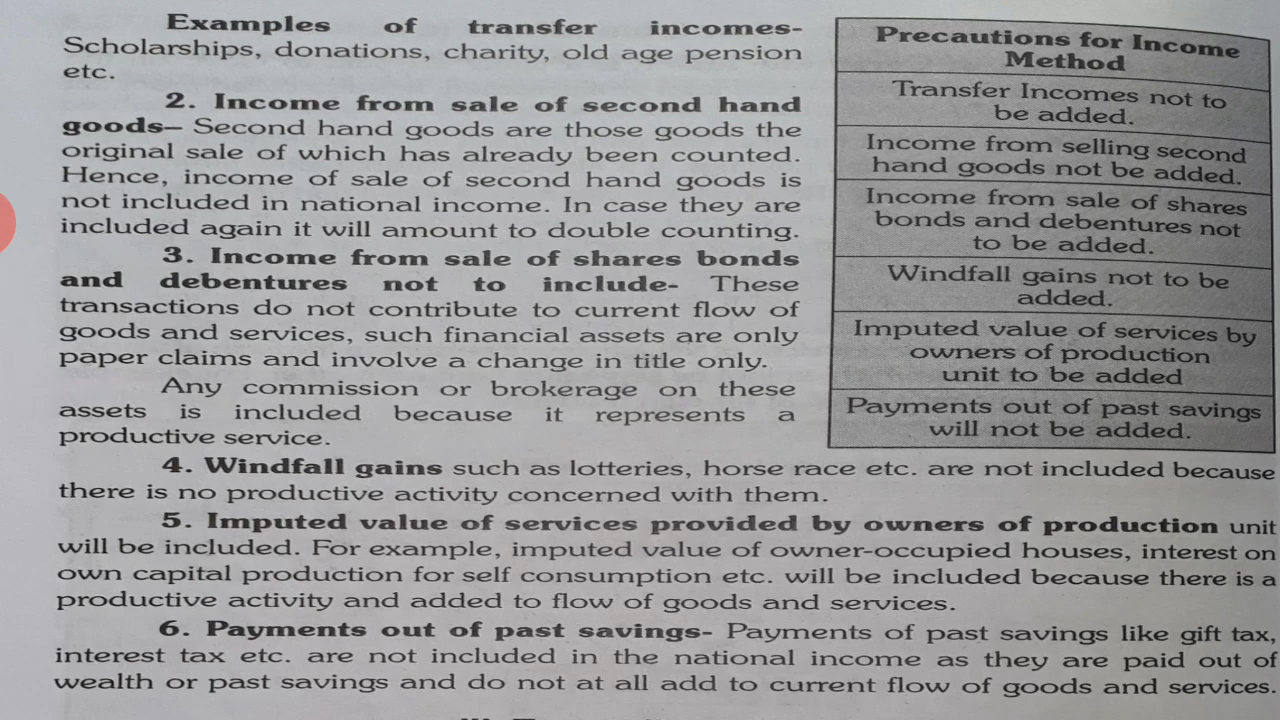 Examples of transfer incomes-
Scholarships, donations, charity, old age pension
etc.
2. Income from sale of second hand
goods– Second hand goods are those goods the
original sale of which has already been counted.
Hence, income of sale of second hand goods is
not included in national income. In case they are
included again it will amount to double counting.
3. Income from sale of shares bonds
and debentures not to include- These
transactions do not contribute to current flow of
goods and services, such financial assets are only
paper claims and involve a change in title only.
Any commission or brokerage on these
assets is included because it represents a
productive service.
Precautions for Income
Method
Transfer Incomes not to
be added.
Income from selling second
hand goods not be added.
Income from sale of shares
bonds and debentures not
to be added.
Windfall gains not to be
added.
Imputed value of services by
owners of production
unit to be added
Payments out of past savings
will not be added.
4. Windfall gains such as lotteries, horse race etc. are not included because
there is no productive activity concerned with them.
5. Imputed value of services provided by owners of production unit
will be included. For example, imputed value of owner-occupied houses, interest on
own capital production for self consumption etc. will be included because there is a
productive activity and added to flow of goods and services.
6. Payments out of past savings- Payments of past savings like gift tax,
interest tax etc. are not included in the national income as they are paid out of
wealth or past savings and do not at all add to current flow of goods and services.